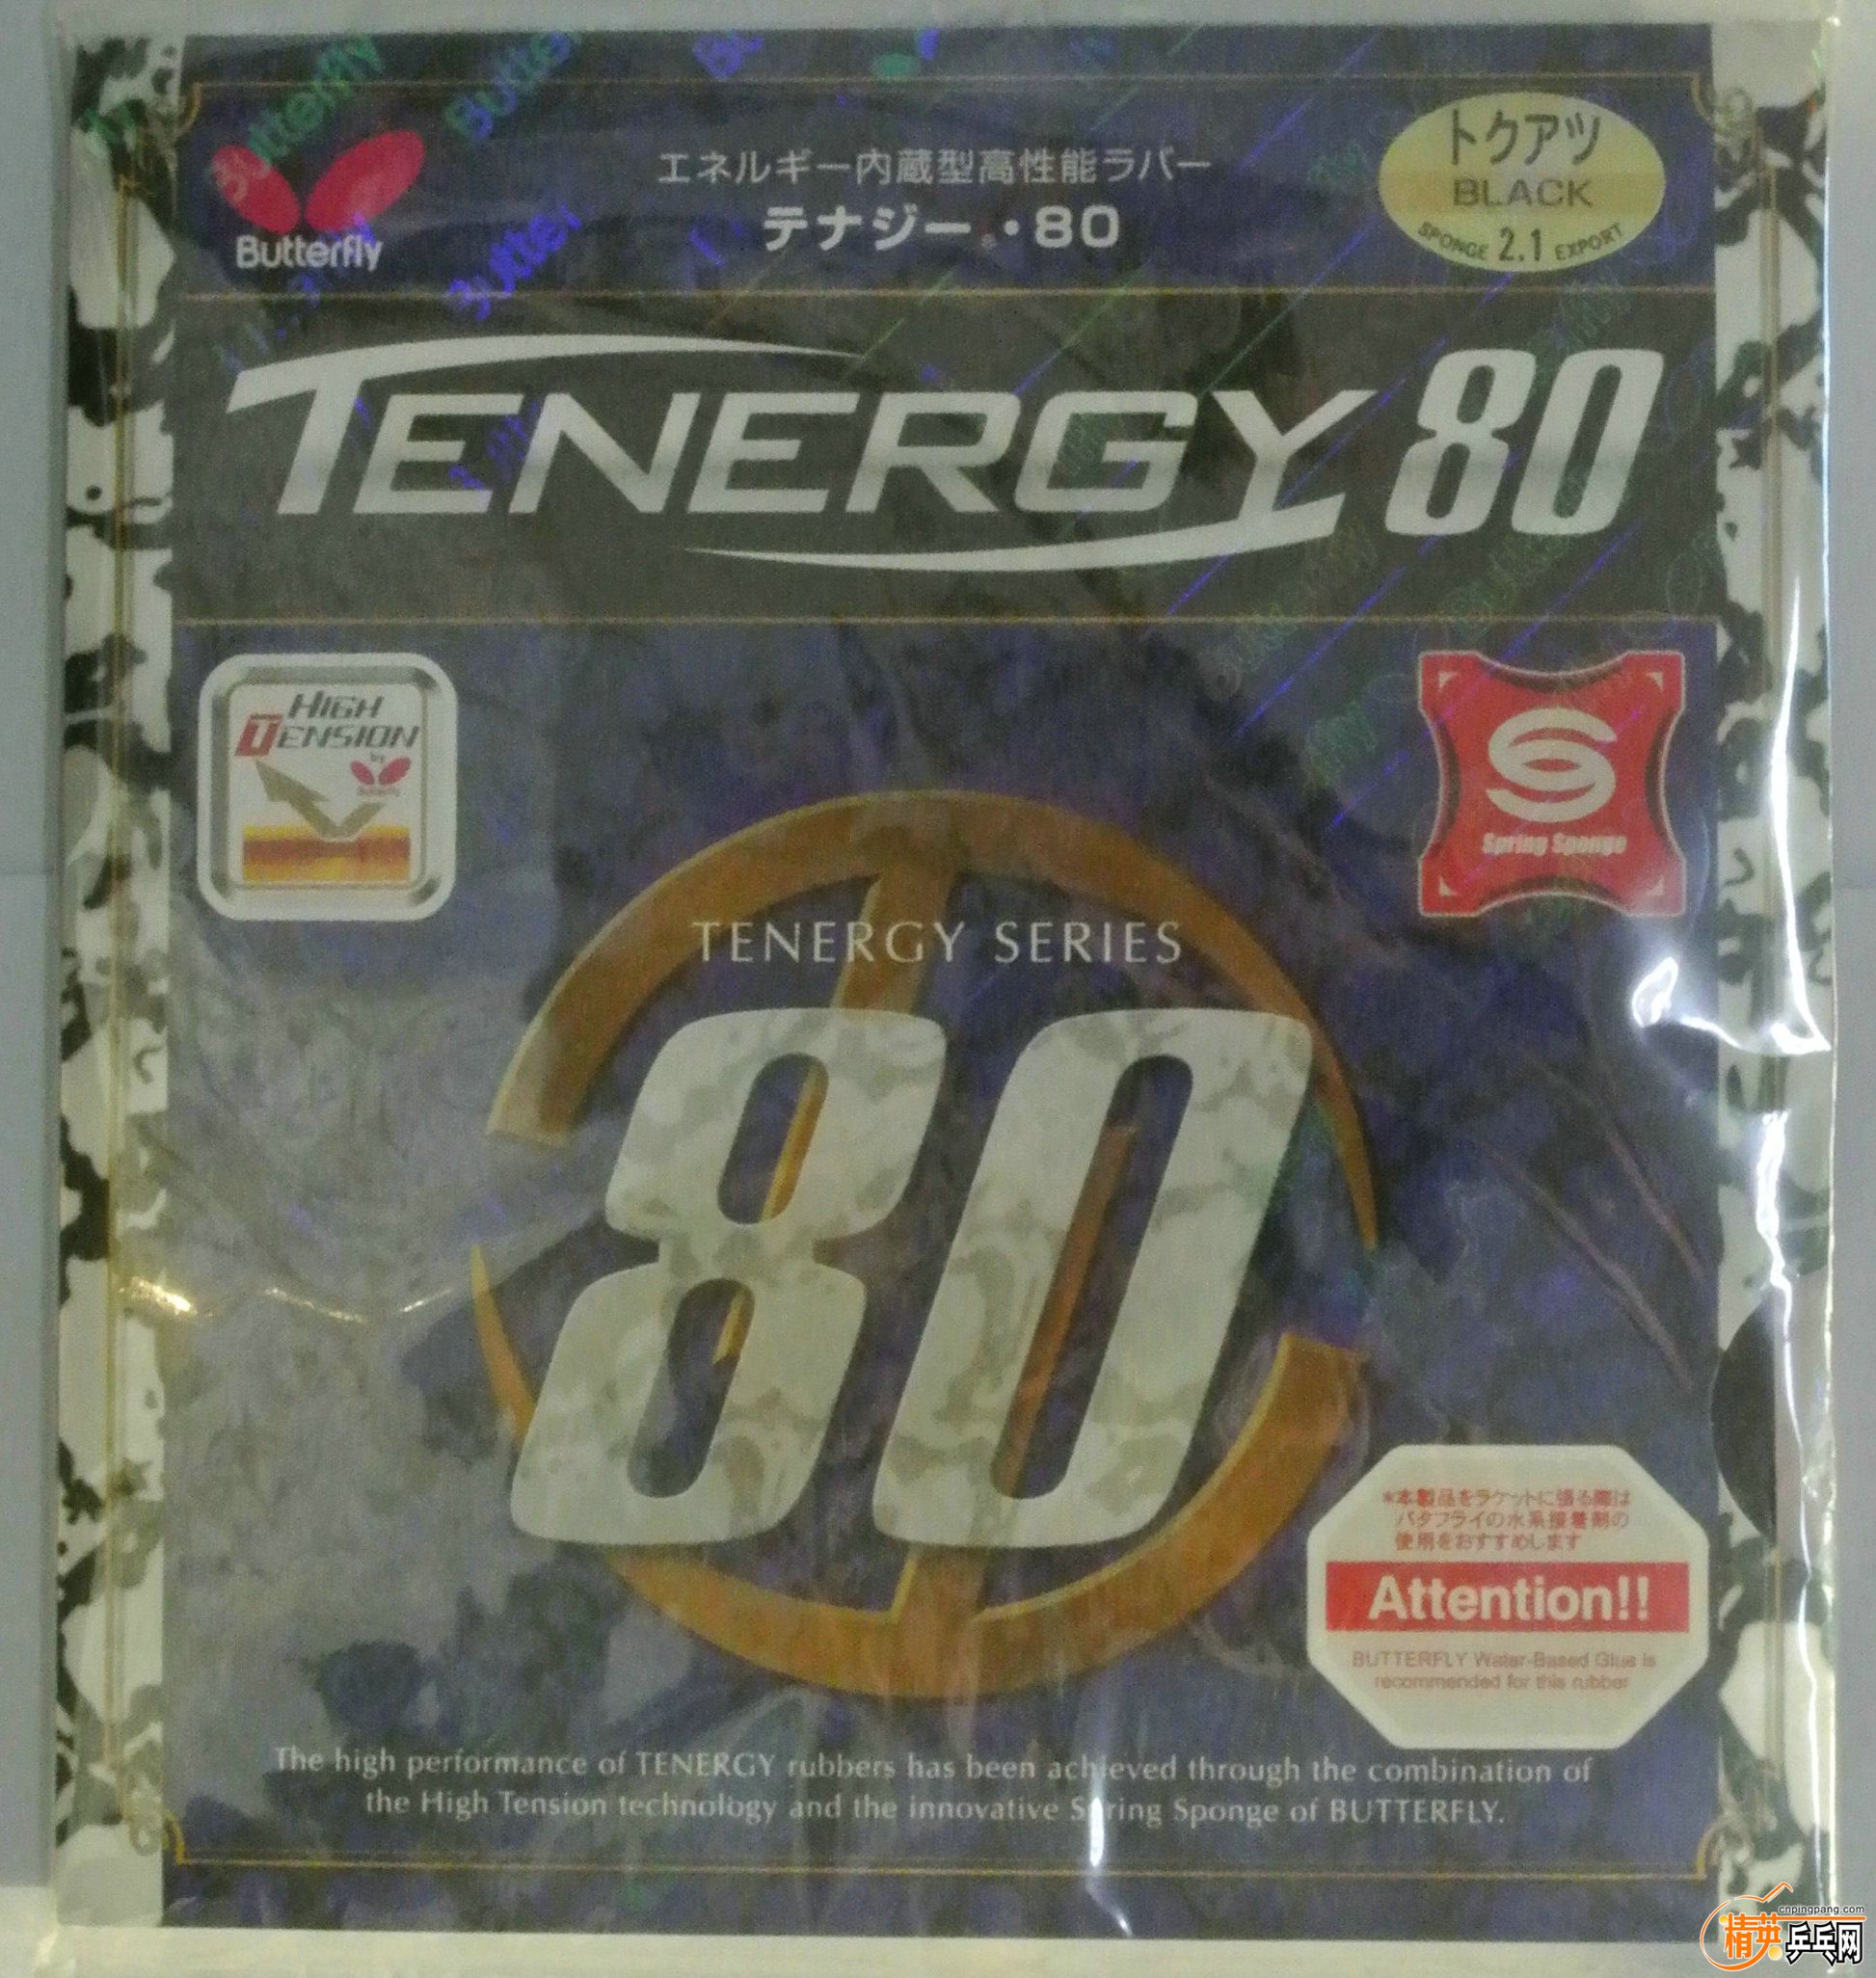 Butterfly
エネルギー内蔵型高性能ラバー
テナジー・80
トクアツ
BLACK
SPONGE 2.1 EXPORT
TENERGY 80
HIGH
TENSION
by
Butterfly
Spring Sponge
TENERGY SERIES
80
*本製品をラケットに張る際は
バタフライの水系接着剤の
使用をおすすめします
Attention!!
BUTTERFLY Water-Based Glue is
recommended for this rubber
The high performance of TENERGY rubbers has been achieved through the combination of
the High Tension technology and the innovative Spring Sponge of BUTTERFLY.
cnpingpang.com
精英乒乓网